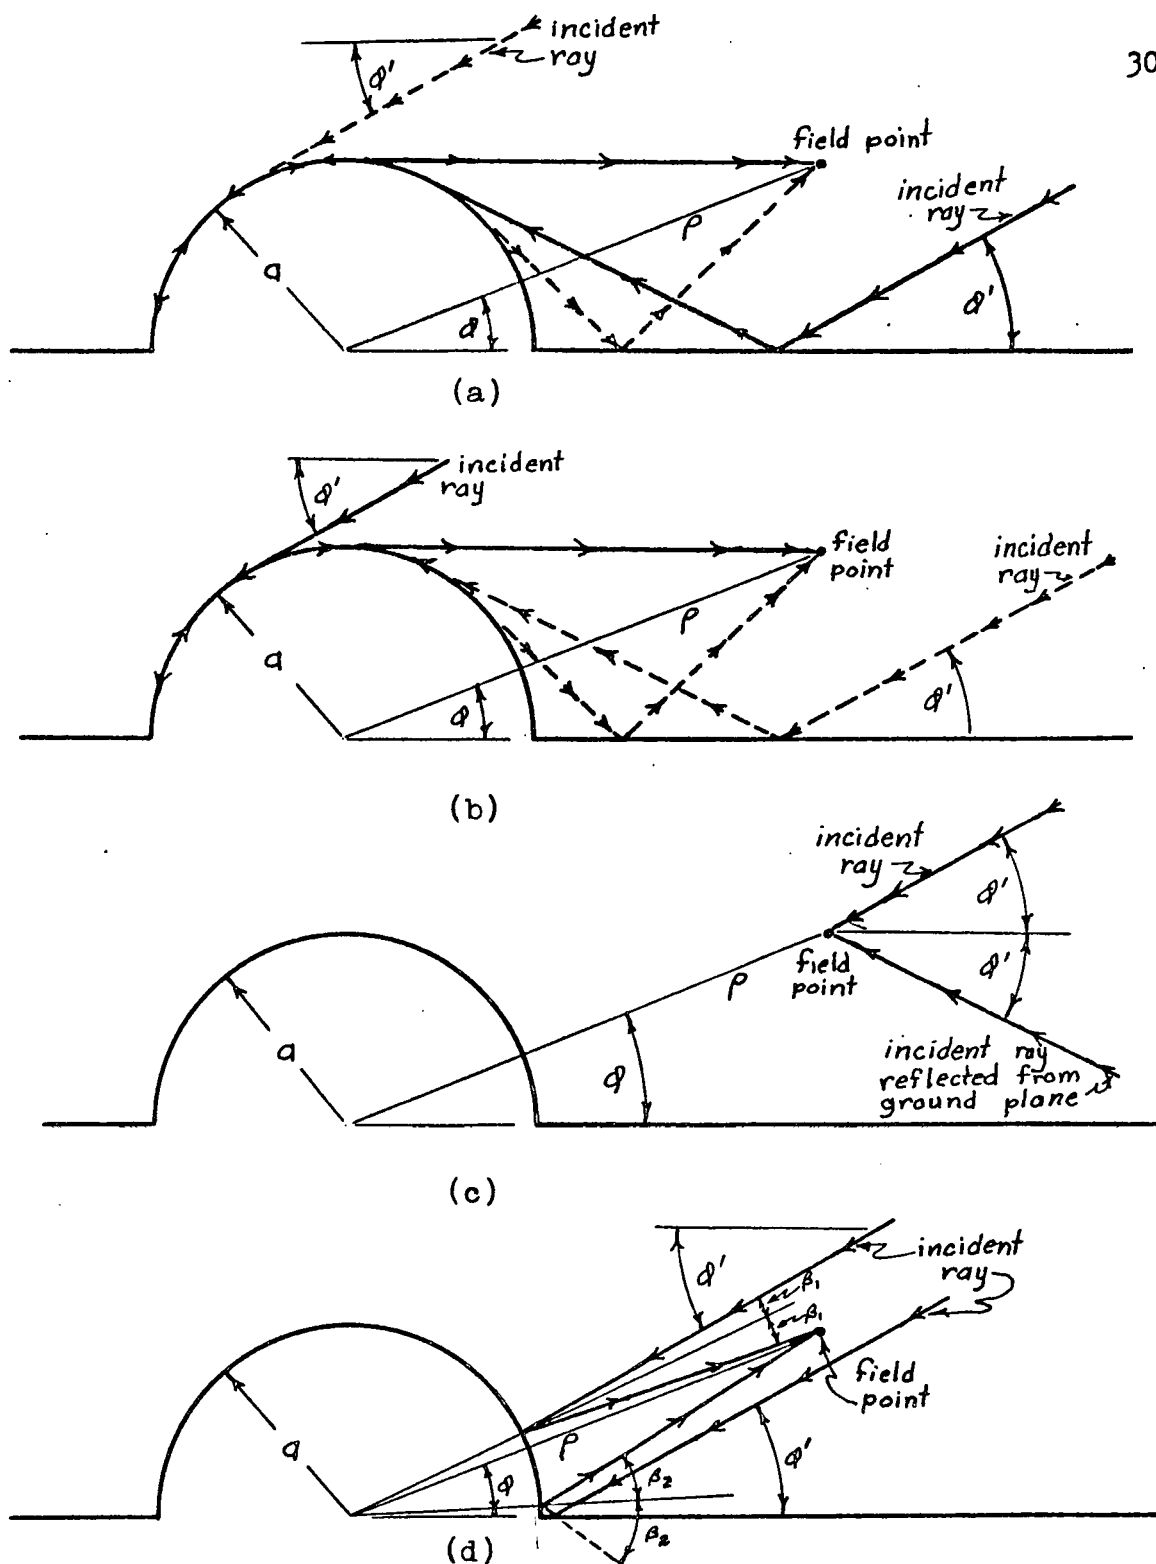 30
incident
ray
Φ'
field point
incident
ray
ρ
a
Φ
Φ'
(a)
incident
ray
Φ'
field
point
incident
ray
ρ
a
Φ
Φ'
(b)
incident
ray
Φ'
field
point
Φ'
ρ
a
Φ
incident ray
reflected from
ground plane
(c)
incident
ray
Φ'
β₁
β₁
field
point
a
ρ
Φ
β₂
Φ'
β₂
(d)